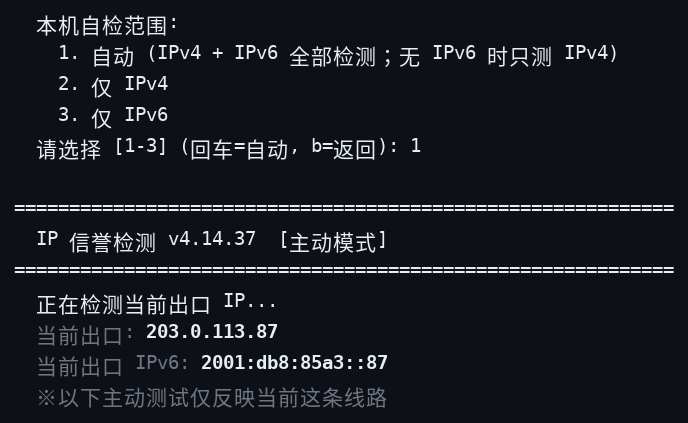 本机自检范围:
1. 自动 (IPv4 + IPv6 全部检测；无 IPv6 时只测 IPv4)
2. 仅 IPv4
3. 仅 IPv6
请选择 [1-3] (回车=自动, b=返回): 1
============================================================
IP 信誉检测 v4.14.37 [主动模式]
============================================================
正在检测当前出口 IP...
当前出口: 203.0.113.87
当前出口 IPv6: 2001:db8:85a3::87
※以下主动测试仅反映当前这条线路